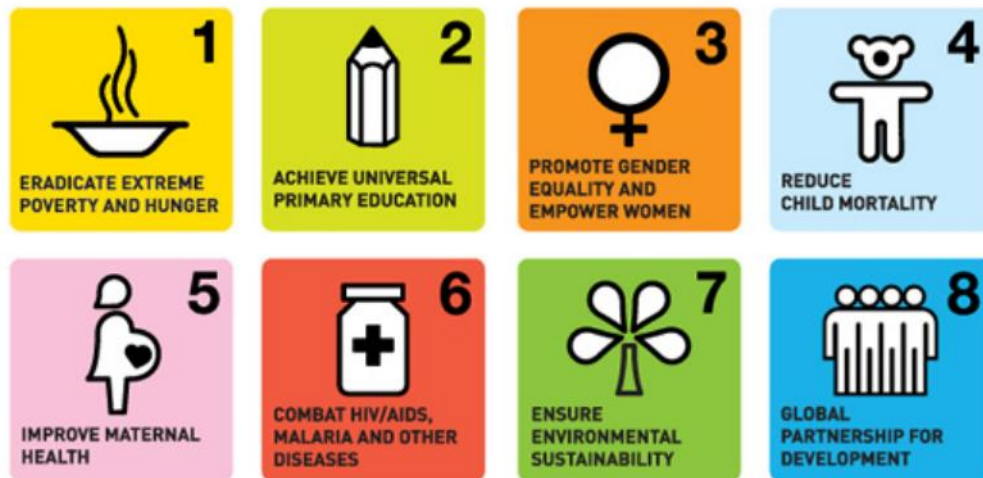 1
ERADICATE EXTREME
POVERTY AND HUNGER
2
ACHIEVE UNIVERSAL
PRIMARY EDUCATION
3
PROMOTE GENDER
EQUALITY AND
EMPOWER WOMEN
4
REDUCE
CHILD MORTALITY
5
IMPROVE MATERNAL
HEALTH
6
COMBAT HIV/AIDS,
MALARIA AND OTHER
DISEASES
7
ENSURE
ENVIRONMENTAL
SUSTAINABILITY
8
GLOBAL
PARTNERSHIP FOR
DEVELOPMENT